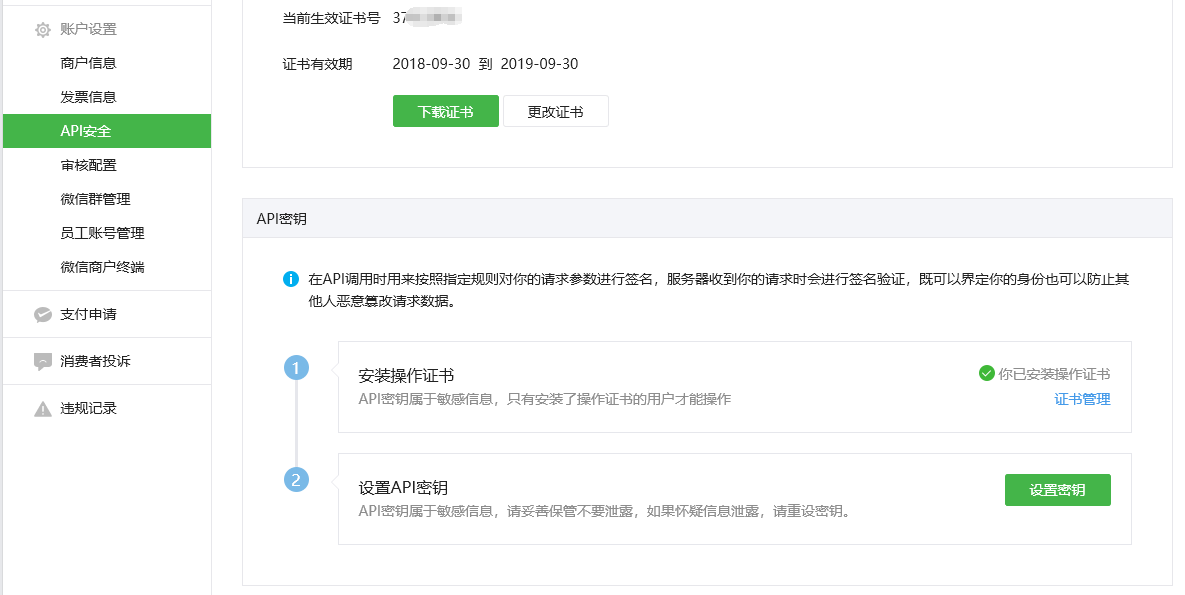 账户设置
商户信息
发票信息
API安全
审核配置
微信群管理
员工账号管理
微信商户终端
支付申请
消费者投诉
违规记录
当前生效证书号 37
证书有效期 2018-09-30 到 2019-09-30
下载证书 更改证书
API密钥
在API调用时用来按照指定规则对你的请求参数进行签名，服务器收到你的请求时会进行签名验证，既可以界定你的身份也可以防止其
他人恶意篡改请求数据。
1
安装操作证书
API密钥属于敏感信息，只有安装了操作证书的用户才能操作
你已安装操作证书
证书管理
2
设置API密钥
API密钥属于敏感信息，请妥善保管不要泄露，如果怀疑信息泄露，请重设密钥。
设置密钥